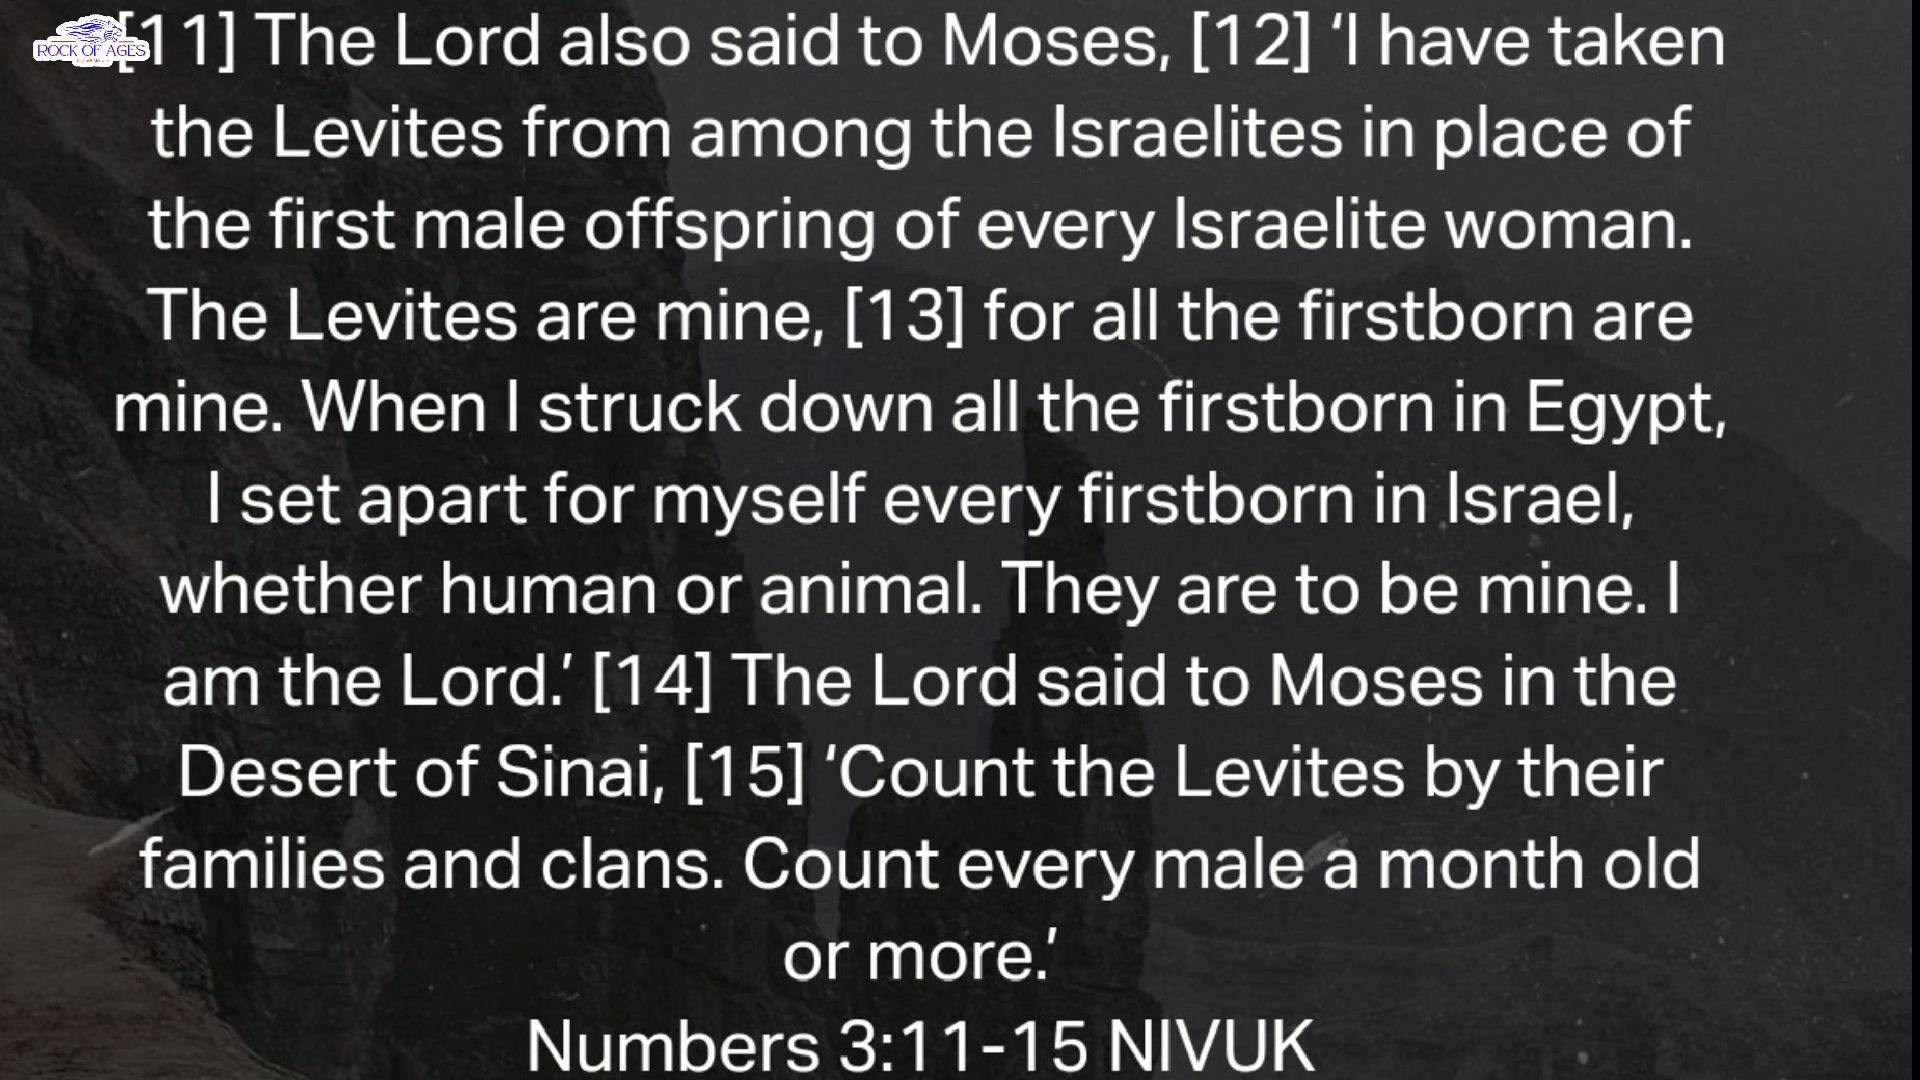 ROCK OF AGES
[11] The Lord also said to Moses, [12] ‘I have taken
the Levites from among the Israelites in place of
the first male offspring of every Israelite woman.
The Levites are mine, [13] for all the firstborn are
mine. When I struck down all the firstborn in Egypt,
I set apart for myself every firstborn in Israel,
whether human or animal. They are to be mine. I
am the Lord.’ [14] The Lord said to Moses in the
Desert of Sinai, [15] ‘Count the Levites by their
families and clans. Count every male a month old
or more.’
Numbers 3:11-15 NIVUK